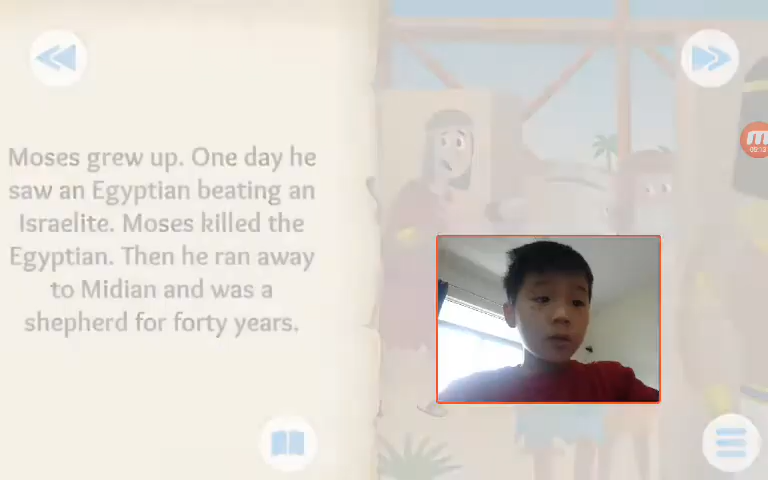 Moses grew up. One day he
saw an Egyptian beating an
Israelite. Moses killed the
Egyptian. Then he ran away
to Midian and was a
shepherd for forty years.